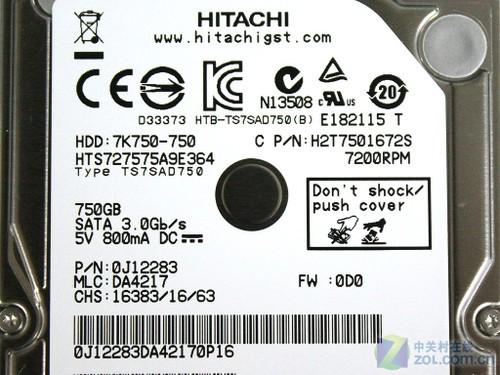 HITACHI
www.hitachigst.com
N13508
20
D33373 HTB-TS7SAD750(B) E182115 T
HDD:7K750-750 C P/N:H2T7501672S
HTS727575A9E364 7200RPM
Type TS7SAD750
Don't shock/
push cover
750GB
SATA 3.0Gb/s
5V 800mA DC
P/N:0J12283
MLC:DA4217 FW :0D0
CHS:16383/16/63
0J12283DA42170P16
中关村在线
ZOL.COM.CN